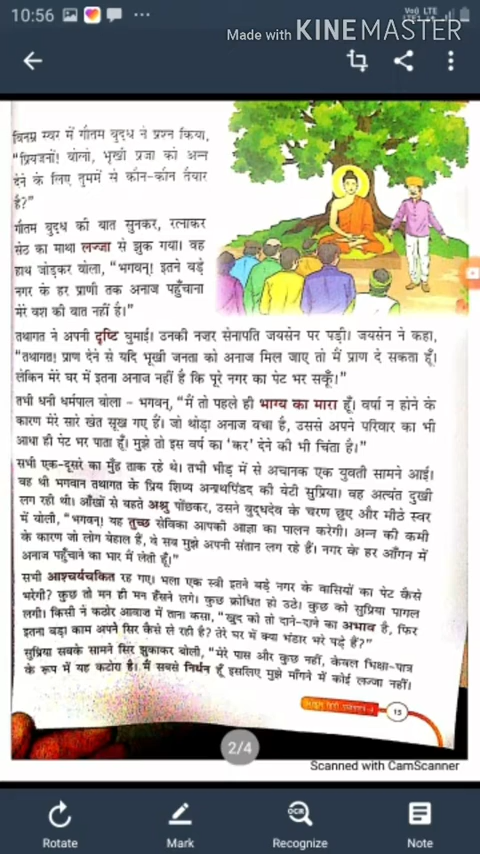 10:56
Made with KINEMASTER
विनम्र स्वर में गौतम बुद्ध ने प्रश्न किया,
"प्रियजनों! बोलो, भूखी प्रजा को अन्न
देने के लिए तुममें से कौन-कौन तैयार
है?"
गौतम बुद्ध की बात सुनकर, रत्नाकर
सेठ का माथा लज्जा से झुक गया। वह
हाथ जोड़कर बोला, "भगवन्! इतने बड़े
नगर के हर प्राणी तक अनाज पहुँचाना
मेरे वश की बात नहीं है।"
तथागत ने अपनी दृष्टि घुमाई। उनकी नजर सेनापति जयसेन पर पड़ी। जयसेन ने कहा,
"तथागत! प्राण देने से यदि भूखी जनता को अनाज मिल जाए तो मैं प्राण दे सकता हूँ।
लेकिन मेरे घर में इतना अनाज नहीं है कि पूरे नगर का पेट भर सकूँ।"
तभी धनी धर्मपाल बोला - भगवन्, "मैं तो पहले ही भाग्य का मारा हूँ। वर्षा न होने के
कारण मेरे सारे खेत सूख गए हैं। जो थोड़ा अनाज बचा है, उससे अपने परिवार का भी
आधा ही पेट भर पाता हूँ। मुझे तो इस वर्ष का 'कर' देने की भी चिंता है।"
सभी एक-दूसरे का मुँह ताक रहे थे। तभी भीड़ में से अचानक एक युवती सामने आई।
वह थी भगवान तथागत के प्रिय शिष्य अनाथपिंडद की बेटी सुप्रिया। वह अत्यंत दुखी
लग रही थी। आँखों से बहते अश्रु पोंछकर, उसने बुद्धदेव के चरण छुए और मीठे स्वर
में बोली, "भगवन्! यह तुच्छ सेविका आपकी आज्ञा का पालन करेगी। अन्न की कमी
के कारण जो लोग बेहाल हैं, वे सब मुझे अपनी संतान लग रहे हैं। नगर के हर आँगन में
अनाज पहुँचाने का भार मैं लेती हूँ।"
सभी आश्चर्यचकित रह गए। भला एक स्त्री इतने बड़े नगर के वासियों का पेट कैसे
भरेगी? कुछ तो मन ही मन हँसने लगे। कुछ क्रोधित हो उठे। कुछ को सुप्रिया पागल
लगी। किसी ने कठोर आवाज में ताना कसा, "खुद को तो दाने-दाने का अभाव है, फिर
इतना बड़ा काम अपने सिर कैसे ले रही है? तेरे घर में क्या भंडार भरे पड़े हैं?"
सुप्रिया सबके सामने सिर झुकाकर बोली, "मेरे पास और कुछ नहीं, केवल भिक्षा-पात्र
के रूप में यह कटोरा है। मैं सबसे निर्धन हूँ इसलिए मुझे माँगने में कोई लज्जा नहीं।
15
2/4
Scanned with CamScanner
Rotate
Mark
OCR
Recognize
Note